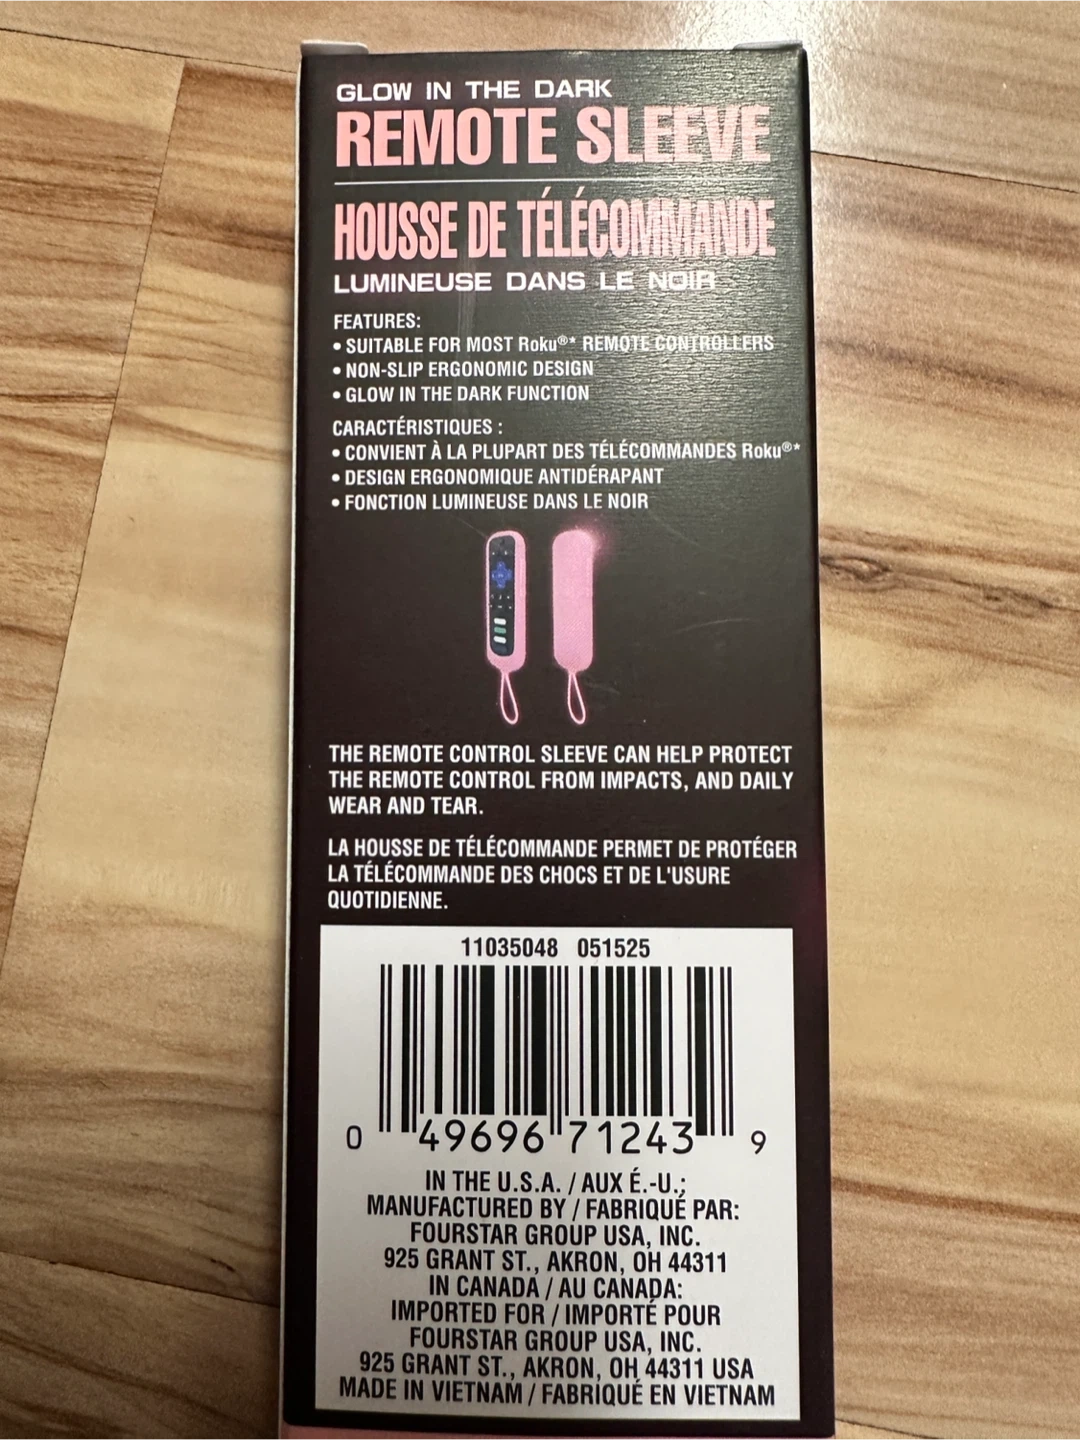 GLOW IN THE DARK
REMOTE SLEEVE
HOUSSE DE TÉLÉCOMMANDE
LUMINEUSE DANS LE NOIR
FEATURES:
• SUITABLE FOR MOST Roku®* REMOTE CONTROLLERS
• NON-SLIP ERGONOMIC DESIGN
• GLOW IN THE DARK FUNCTION
CARACTÉRISTIQUES :
• CONVIENT À LA PLUPART DES TÉLÉCOMMANDES Roku®*
• DESIGN ERGONOMIQUE ANTIDÉRAPANT
• FONCTION LUMINEUSE DANS LE NOIR
THE REMOTE CONTROL SLEEVE CAN HELP PROTECT
THE REMOTE CONTROL FROM IMPACTS, AND DAILY
WEAR AND TEAR.
LA HOUSSE DE TÉLÉCOMMANDE PERMET DE PROTÉGER
LA TÉLÉCOMMANDE DES CHOCS ET DE L'USURE
QUOTIDIENNE.
11035048 051525
0 49696 71243 9
IN THE U.S.A. / AUX É.-U.:
MANUFACTURED BY / FABRIQUÉ PAR:
FOURSTAR GROUP USA, INC.
925 GRANT ST., AKRON, OH 44311
IN CANADA / AU CANADA:
IMPORTED FOR / IMPORTÉ POUR
FOURSTAR GROUP USA, INC.
925 GRANT ST., AKRON, OH 44311 USA
MADE IN VIETNAM / FABRIQUÉ EN VIETNAM